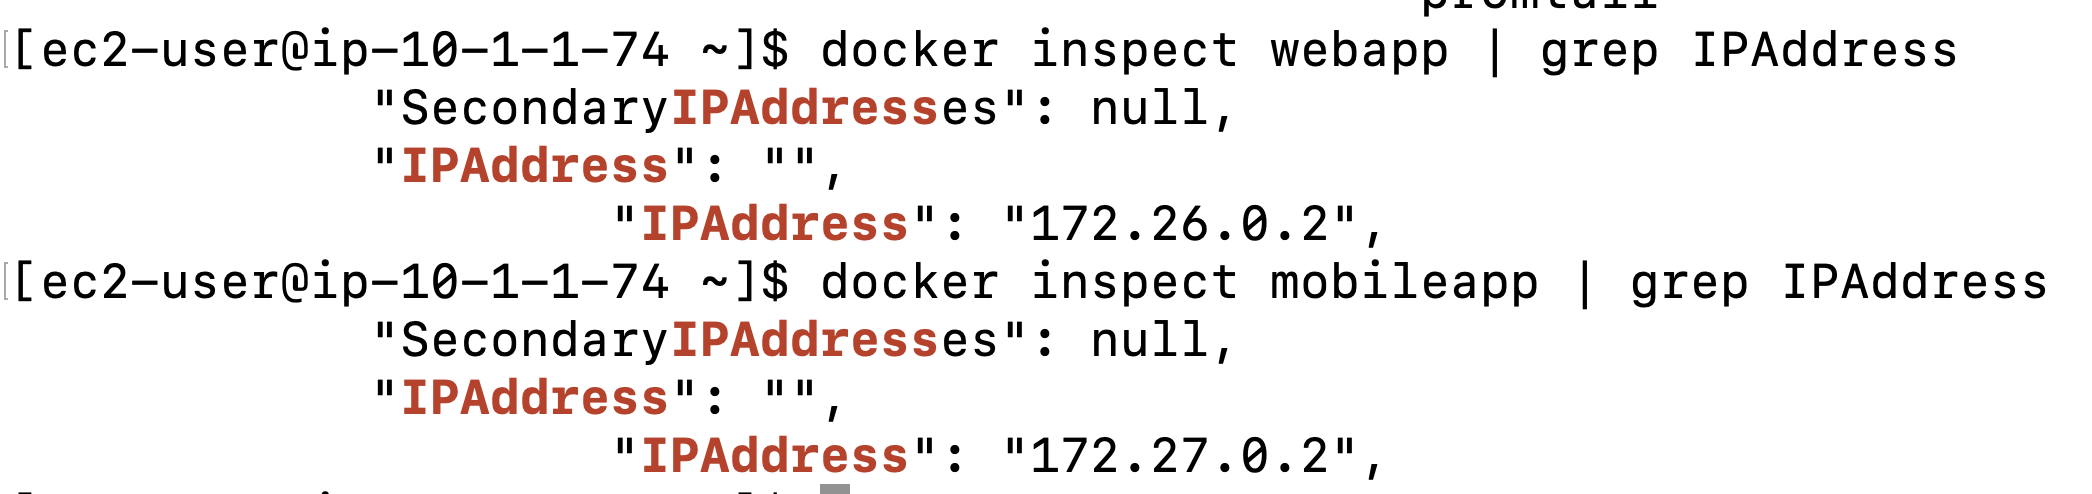 [ec2-user@ip-10-1-1-74 ~]$ docker inspect webapp | grep IPAddress
"SecondaryIPAddresses": null,
"IPAddress": "",
"IPAddress": "172.26.0.2",
[ec2-user@ip-10-1-1-74 ~]$ docker inspect mobileapp | grep IPAddress
"SecondaryIPAddresses": null,
"IPAddress": "",
"IPAddress": "172.27.0.2",